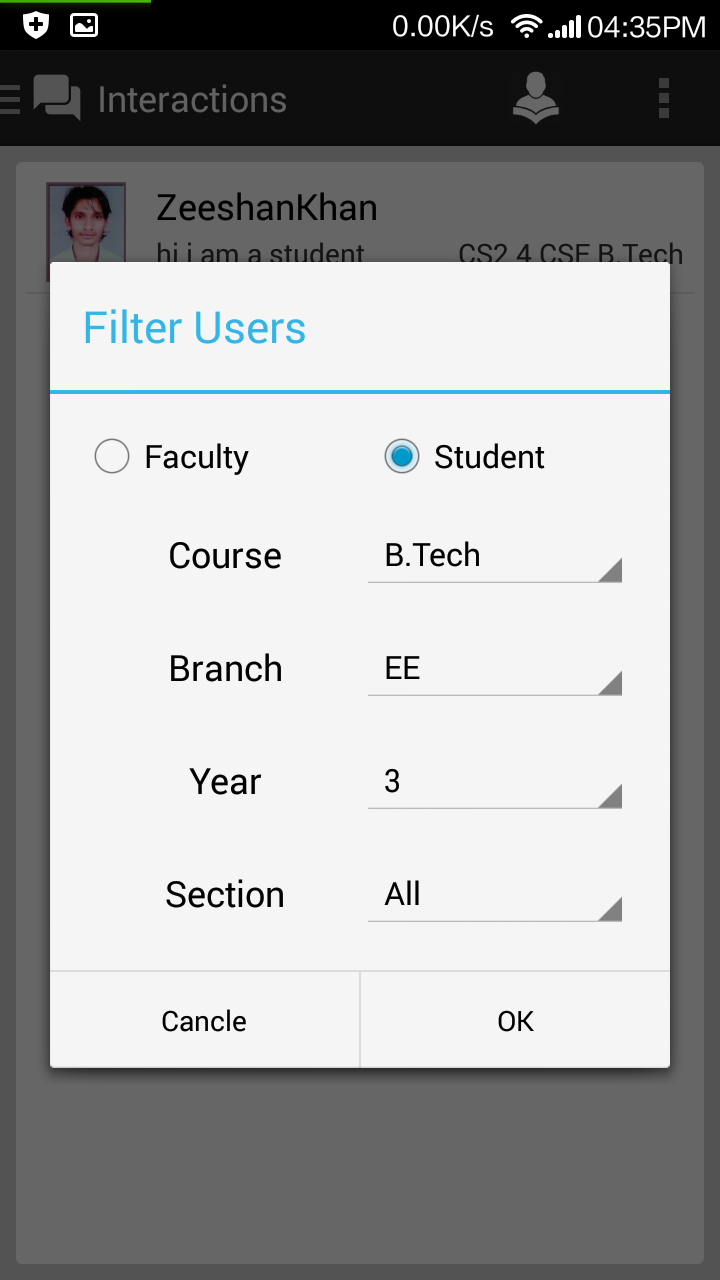 0.00K/s 04:35PM
Interactions
ZeeshanKhan
hi i am a student CS2 4 CSE B.Tech
Filter Users
Faculty Student
Course B.Tech
Branch EE
Year 3
Section All
Cancle OK